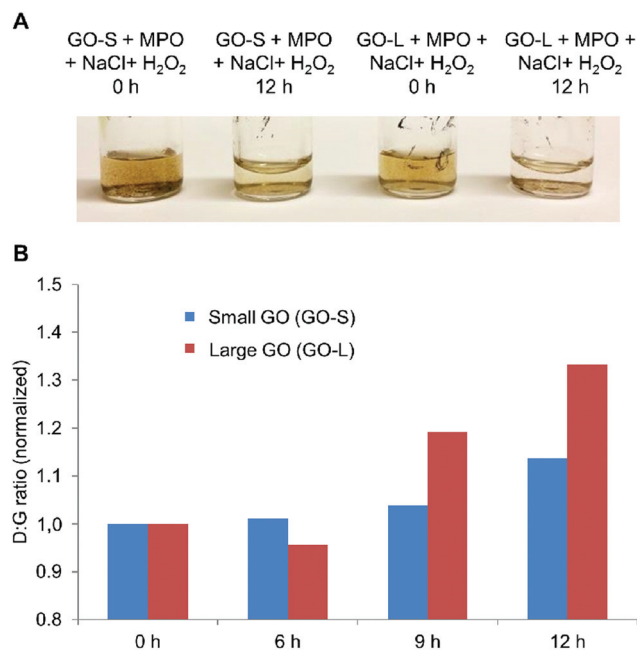 A
GO-S + MPO
+ NaCl+ H₂O₂
0 h
GO-S + MPO
+ NaCl+ H₂O₂
12 h
GO-L + MPO +
NaCl+ H₂O₂
0 h
GO-L + MPO +
NaCl+ H₂O₂
12 h
B
D:G ratio (normalized)
1.5
1.4
1.3
1.2
1.1
1,0
0.9
0.8
Small GO (GO-S)
Large GO (GO-L)
0 h
6 h
9 h
12 h